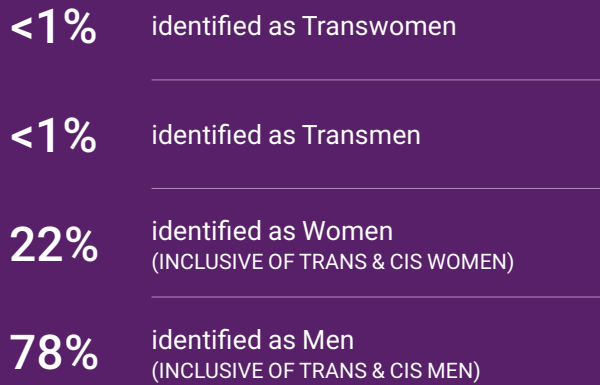 <1% identified as Transwomen
<1% identified as Transmen
22% identified as Women
(INCLUSIVE OF TRANS & CIS WOMEN)
78% identified as Men
(INCLUSIVE OF TRANS & CIS MEN)